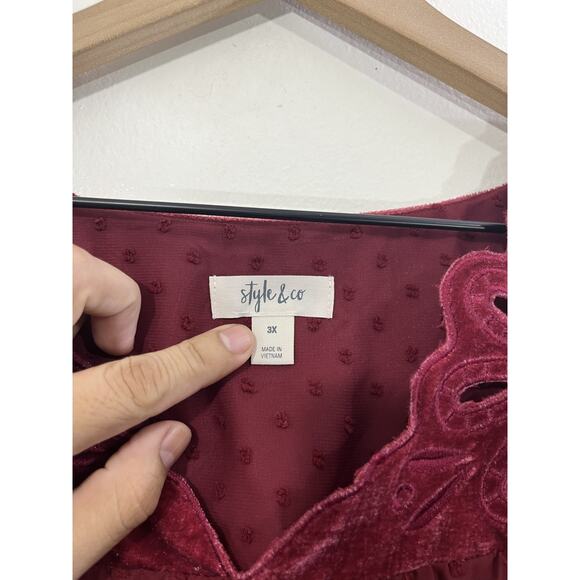 style & co
3X
MADE IN
VIETNAM